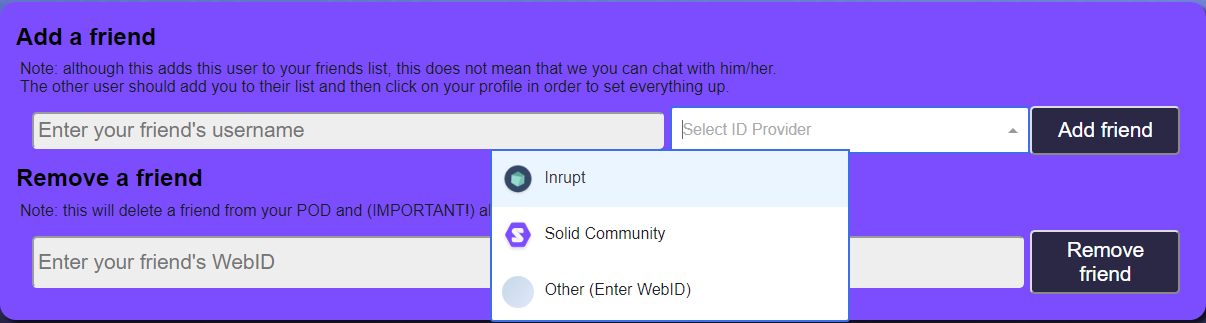 Add a friend
Note: although this adds this user to your friends list, this does not mean that we you can chat with him/her.
The other user should add you to their list and then click on your profile in order to set everything up.
Enter your friend's username
Select ID Provider
Add friend
Inrupt
Solid Community
Other (Enter WebID)
Remove a friend
Note: this will delete a friend from your POD and (IMPORTANT!)
Enter your friend's WebID
Remove
friend